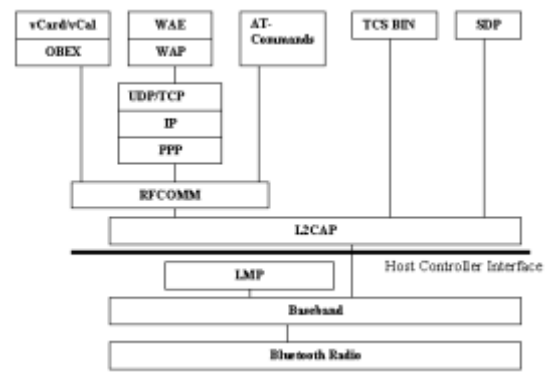 vCard/vCal
OBEX
WAE
WAP
AT-
Commands
TCS BIN
SDP
UDP/TCP
IP
PPP
RFCOMM
L2CAP
Host Controller Interface
LMP
Baseband
Bluetooth Radio